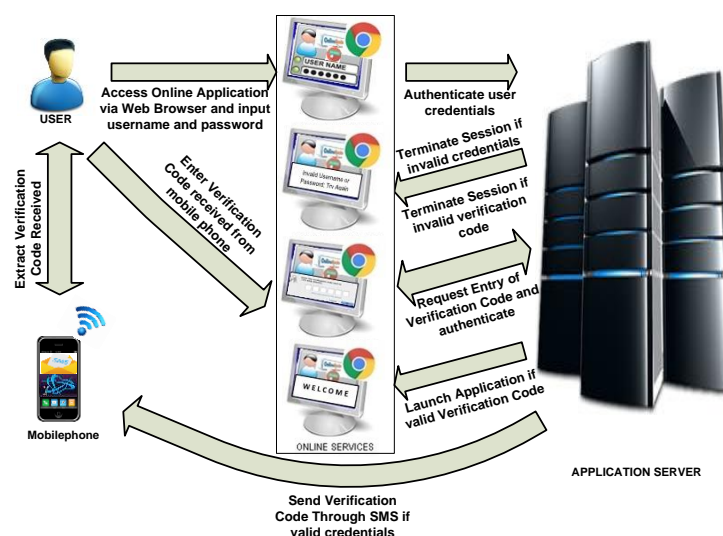 USER
Access Online Application
via Web Browser and input
username and password
USER NAME
Authenticate user
credentials
Terminate Session if
invalid credentials
Invalid Username or
Password; Try Again
Terminate Session if
invalid verification
code
Enter Verification
Code received from
mobile phone
Extract Verification
Code Received
Request Entry of
Verification Code and
authenticate
Mobilephone
WELCOME
Launch Application if
valid Verification Code
ONLINE SERVICES
APPLICATION SERVER
Send Verification
Code Through SMS if
valid credentials